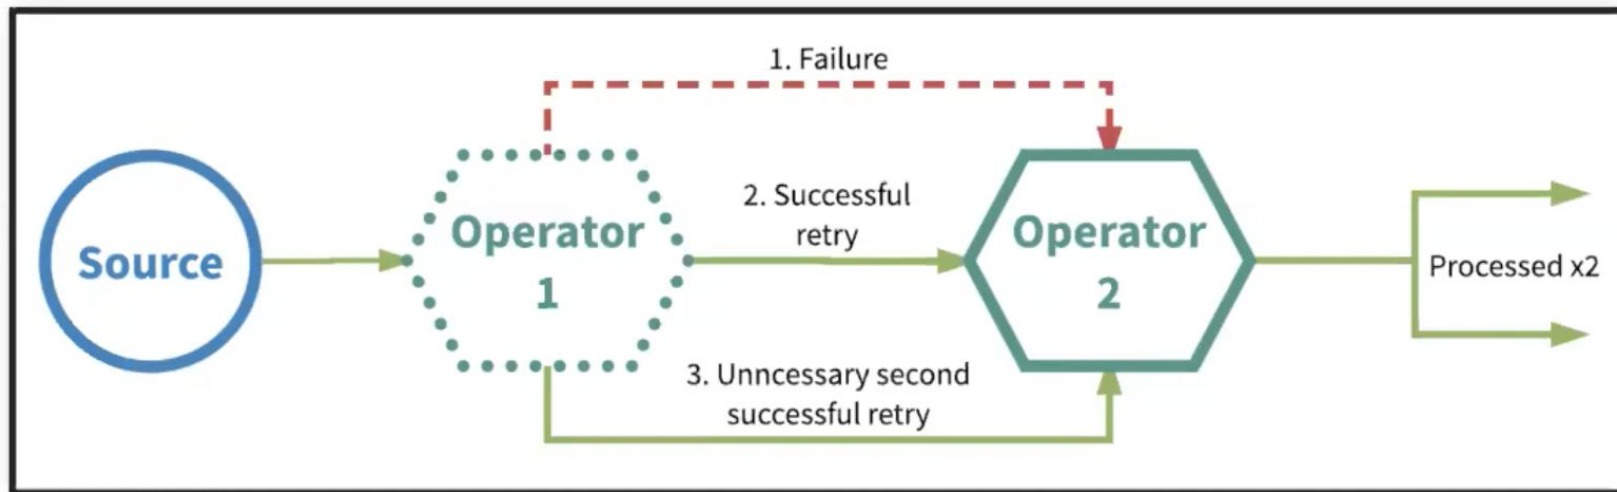 1. Failure
Source
Operator
1
2. Successful
retry
Operator
2
Processed x2
3. Unncessary second
successful retry